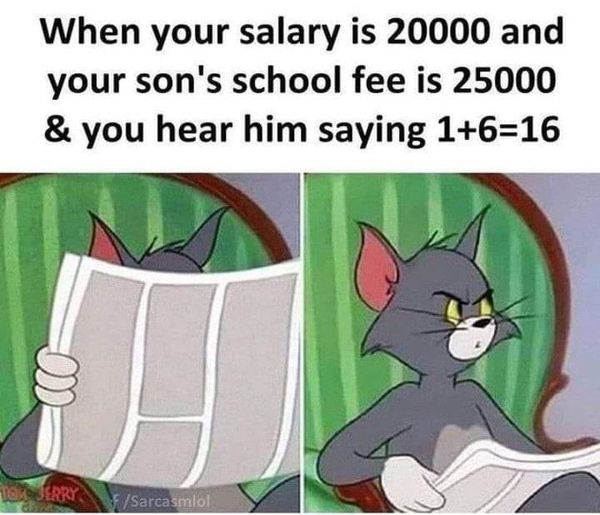 When your salary is 20000 and
your son's school fee is 25000
& you hear him saying 1+6=16
TOM JERRY
F/Sarcasmlol